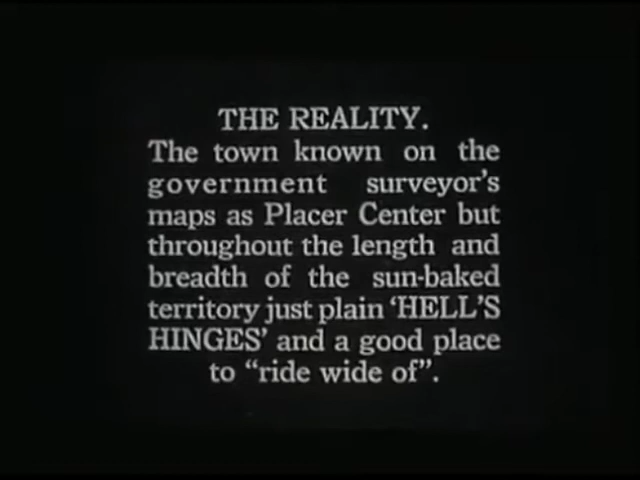 THE REALITY.
The town known on the
government surveyor's
maps as Placer Center but
throughout the length and
breadth of the sun-baked
territory just plain ‘HELL'S
HINGES’ and a good place
to “ride wide of”.